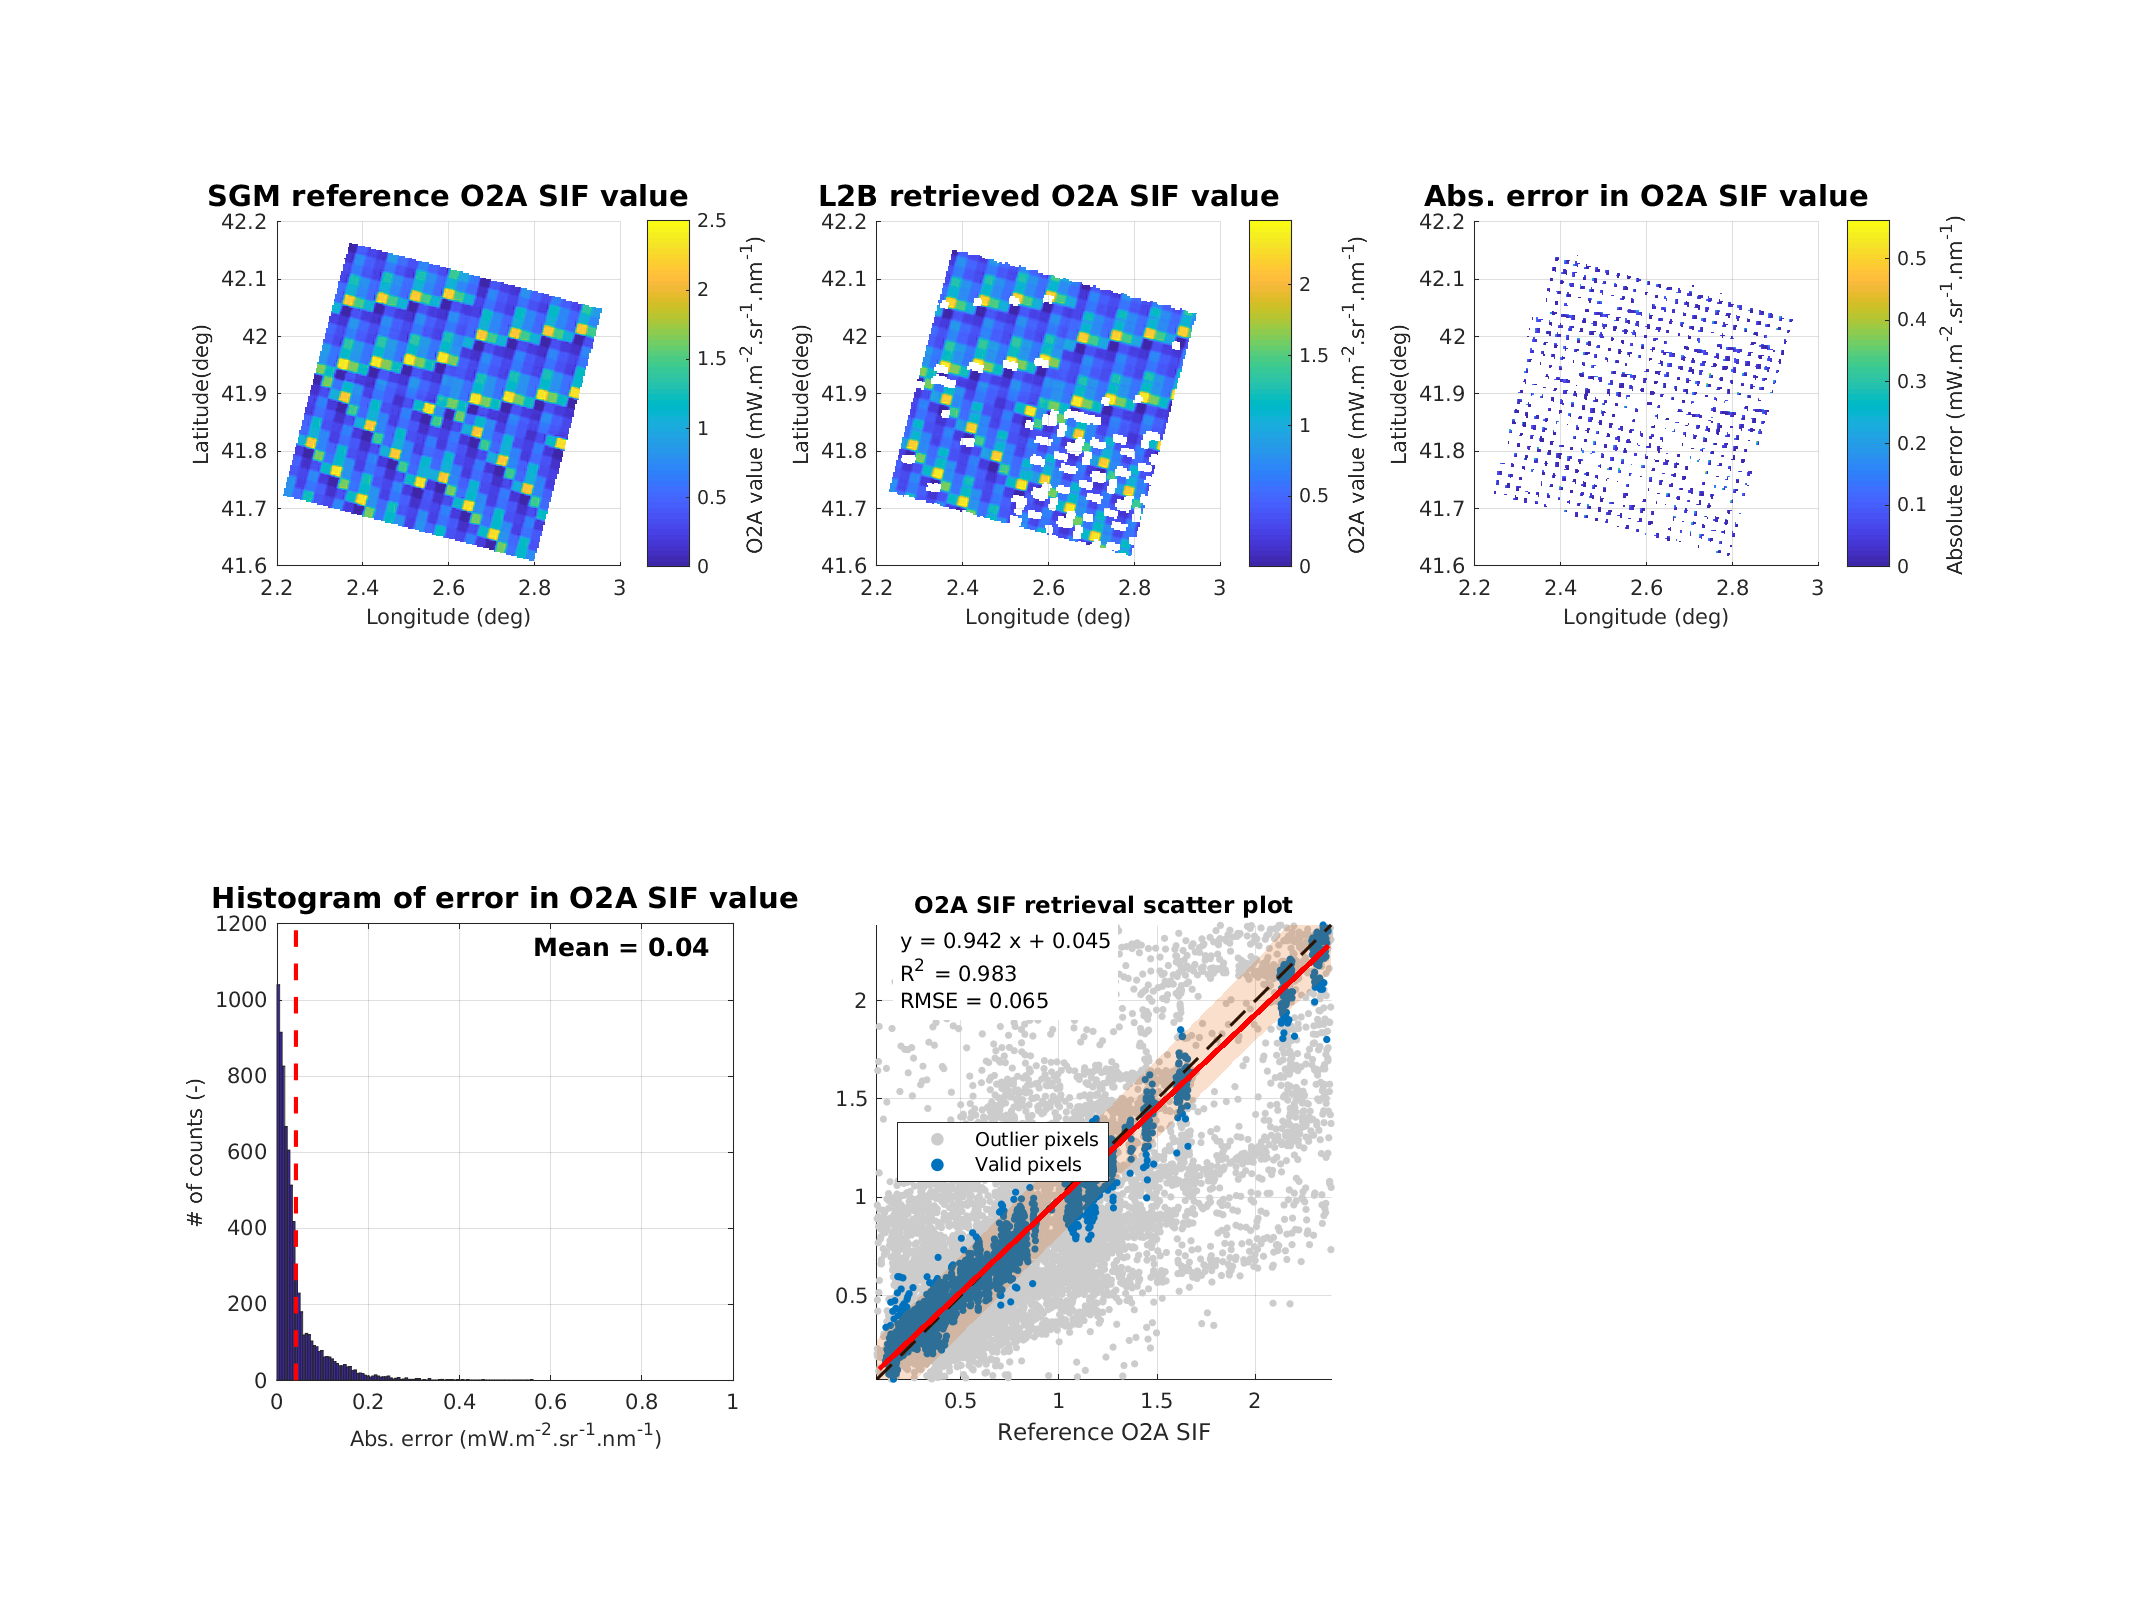 SGM reference O2A SIF value
42.2
42.1
42
41.9
41.8
41.7
41.6
2.2 2.4 2.6 2.8 3
Longitude (deg)
Latitude(deg)
2.5
2
1.5
1
0.5
0
O2A value (mW.m-2.sr-1.nm-1)
L2B retrieved O2A SIF value
42.2
42.1
42
41.9
41.8
41.7
41.6
2.2 2.4 2.6 2.8 3
Longitude (deg)
Latitude(deg)
2
1.5
1
0.5
0
O2A value (mW.m-2.sr-1.nm-1)
Abs. error in O2A SIF value
42.2
42.1
42
41.9
41.8
41.7
41.6
2.2 2.4 2.6 2.8 3
Longitude (deg)
Latitude(deg)
0.5
0.4
0.3
0.2
0.1
0
Absolute error (mW.m-2.sr-1.nm-1)
Histogram of error in O2A SIF value
Mean = 0.04
1200
1000
800
600
400
200
0
0 0.2 0.4 0.6 0.8 1
Abs. error (mW.m-2.sr-1.nm-1)
# of counts (-)
O2A SIF retrieval scatter plot
y = 0.942 x + 0.045
R2 = 0.983
RMSE = 0.065
Outlier pixels
Valid pixels
2
1.5
1
0.5
0.5 1 1.5 2
Reference O2A SIF